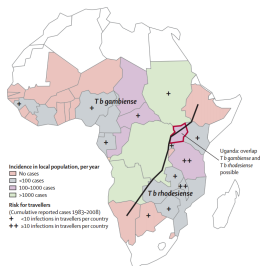 T b gambiense
Uganda: overlap
T b gambiense and
T b rhodesiense
possible.
T b rhodesiense
Incidence in local population, per year
No cases
<100 cases
100–1000 cases
>1000 cases
Risk for travellers
(Cumulative reported cases 1983–2008)
+ <10 infections in travellers per country
++ ≥10 infections in travellers per country